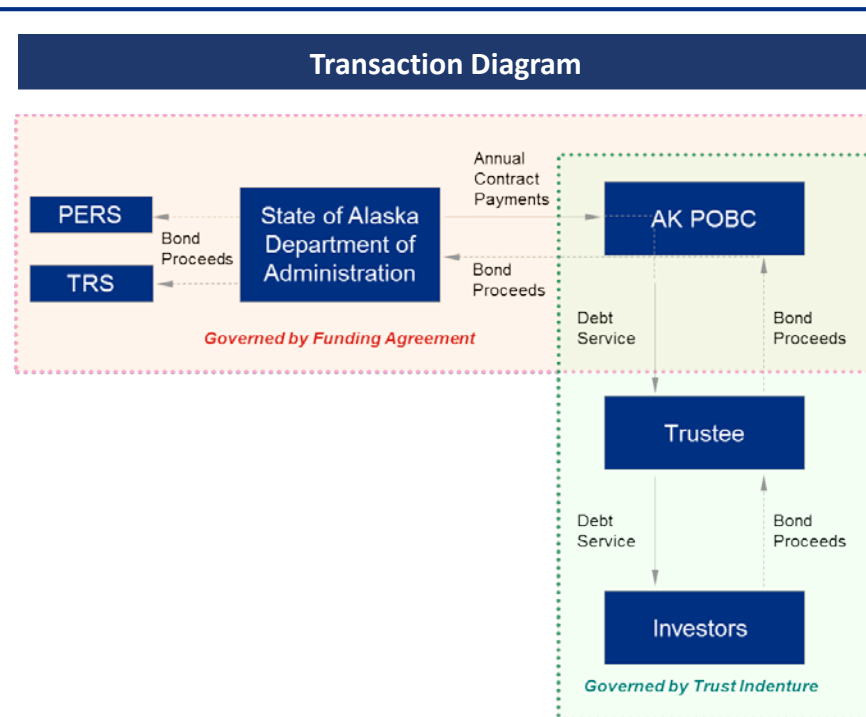 Transaction Diagram
Annual
Contract
Payments
PERS
State of Alaska
Department of
Administration
AK POBC
Bond
Proceeds
TRS
Bond
Proceeds
Governed by Funding Agreement
Debt
Service
Bond
Proceeds
Trustee
Debt
Service
Bond
Proceeds
Investors
Governed by Trust Indenture